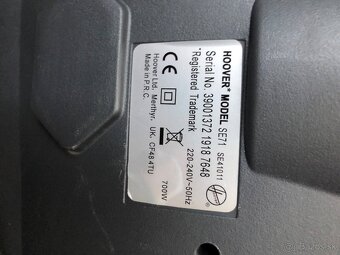 HOOVER* MODEL SE71 SE41011
Serial No. 39001372 1918 7648
*Registered Trademark
220-240V~50Hz
700W
CE
Hoover Ltd. Merthyr, UK. CF48 4TU
Made in P.R.C.
Hoover